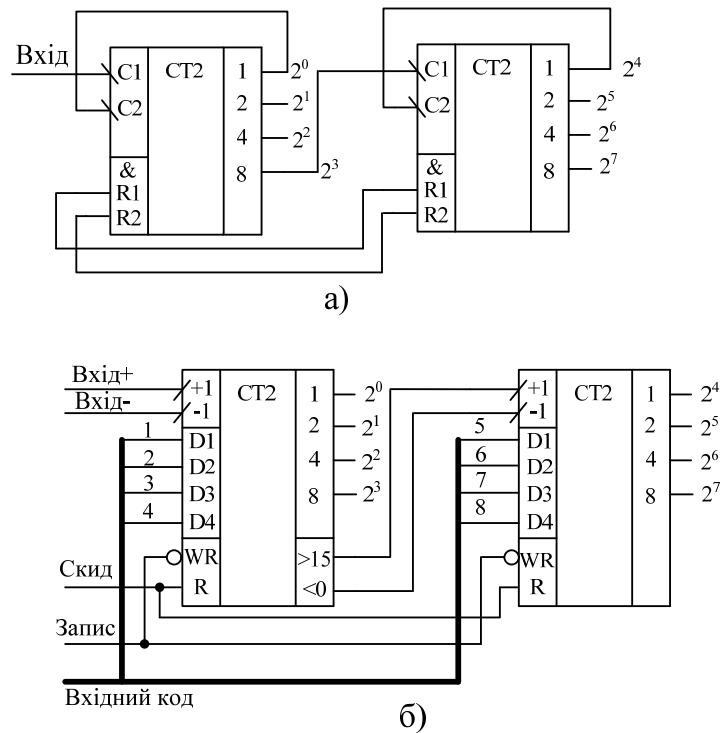 Вхід
C1
C2
&
R1
R2
CT2
1
2
4
8
2⁰
2¹
2²
2³
C1
C2
&
R1
R2
CT2
1
2
4
8
2⁴
2⁵
2⁶
2⁷
а)
Вхід+
Вхід-
1
2
3
4
+1
-1
D1
D2
D3
D4
WR
R
CT2
1
2
4
8
>15
<0
2⁰
2¹
2²
2³
5
6
7
8
+1
-1
D1
D2
D3
D4
WR
R
CT2
1
2
4
8
2⁴
2⁵
2⁶
2⁷
Скид
Запис
Вхідний код
б)